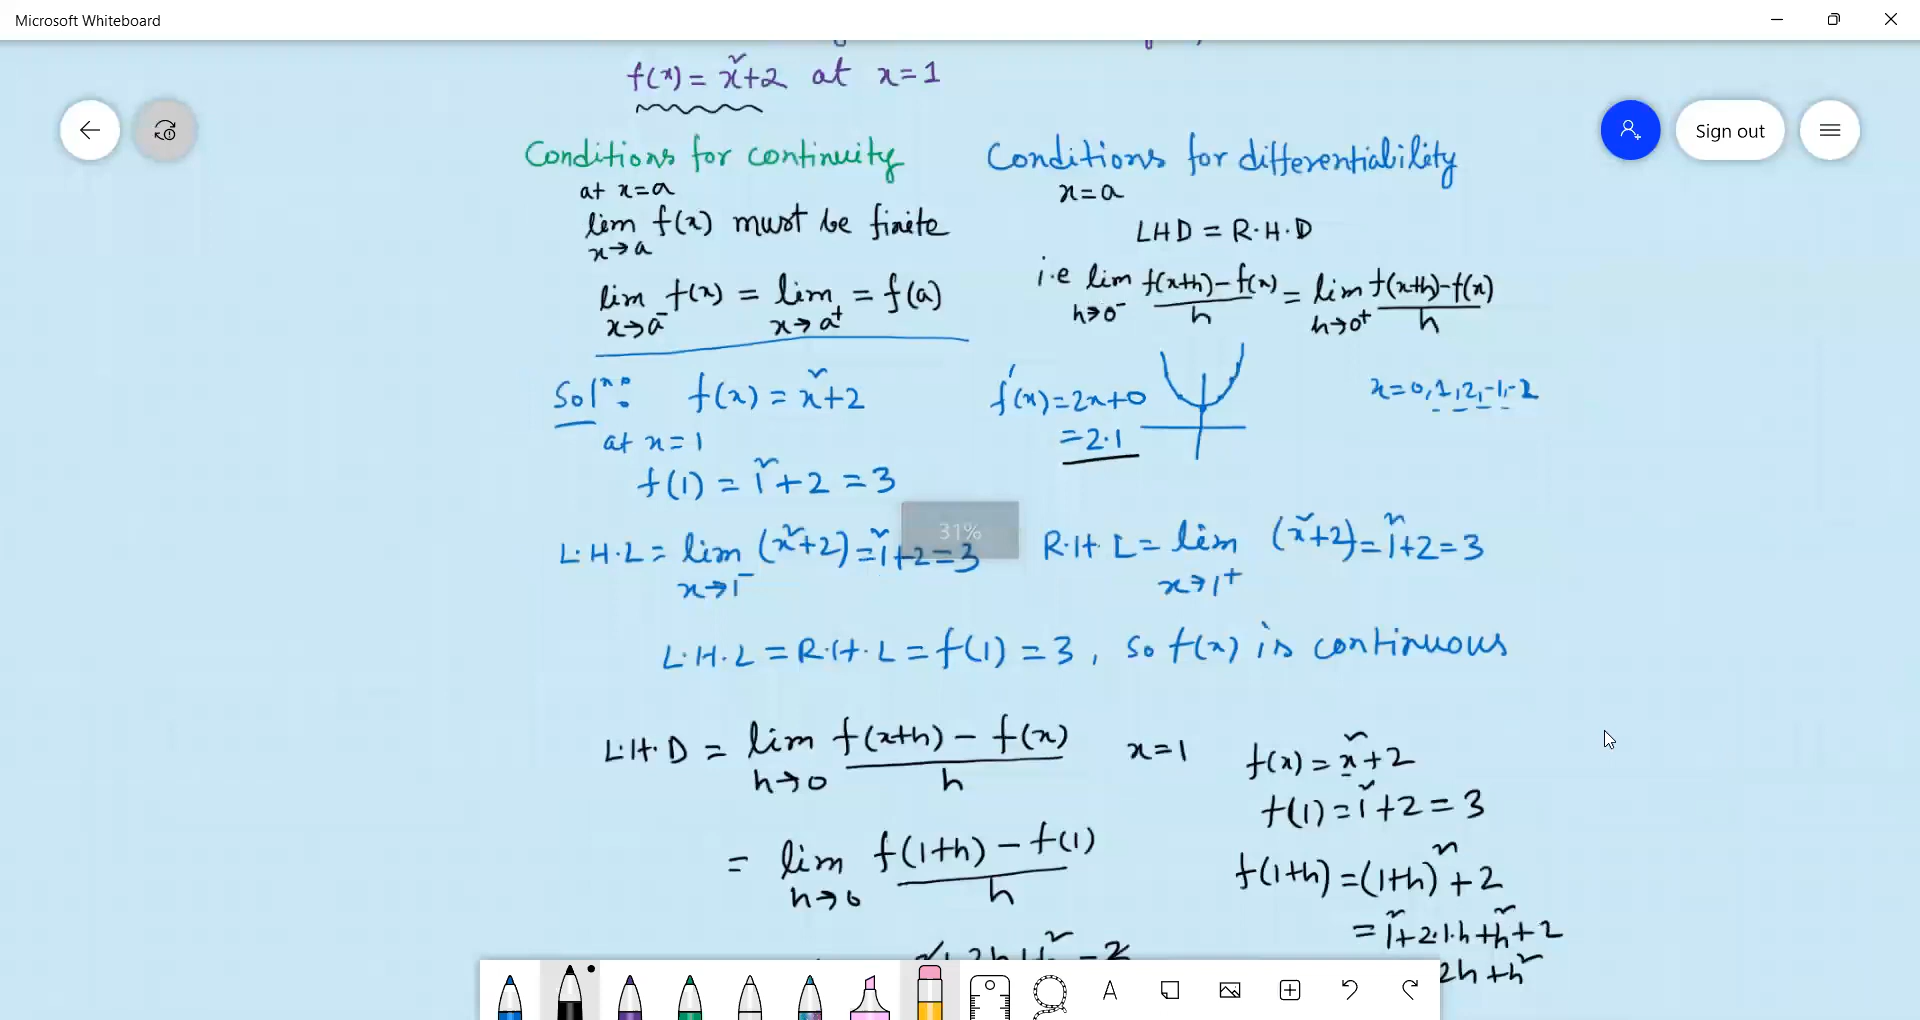 Microsoft Whiteboard
f(x) = x²+2 at x=1
Sign out
Conditions for continuity
at x=a
lim f(x) must be finite
x→a
lim f(x) = lim = f(a)
x→a⁻ x→a⁺
Conditions for differentiability
x=a
LHD = R.H.D
i.e lim f(x+h)-f(x)/h = lim f(x+h)-f(x)/h
h→0⁻ h→0⁺
Solⁿ: f(x) = x²+2
at x=1
f(1) = 1²+2 = 3
f'(x)=2x+0
=2·1
x=0,1,2,-1,-2
31%
L.H.L = lim (x²+2) = 1²+2=3
x→1⁻
R.H.L = lim (x²+2) = 1²+2=3
x→1⁺
L.H.L = R.H.L = f(1) = 3, So f(x) is continuous
L.H.D = lim f(x+h) - f(x)/h x=1
h→0
= lim f(1+h) - f(1)/h
h→0
f(x) = x²+2
f(1) = 1²+2 = 3
f(1+h) = (1+h)²+2
= 1²+2·1·h+h²+2
2h+h²